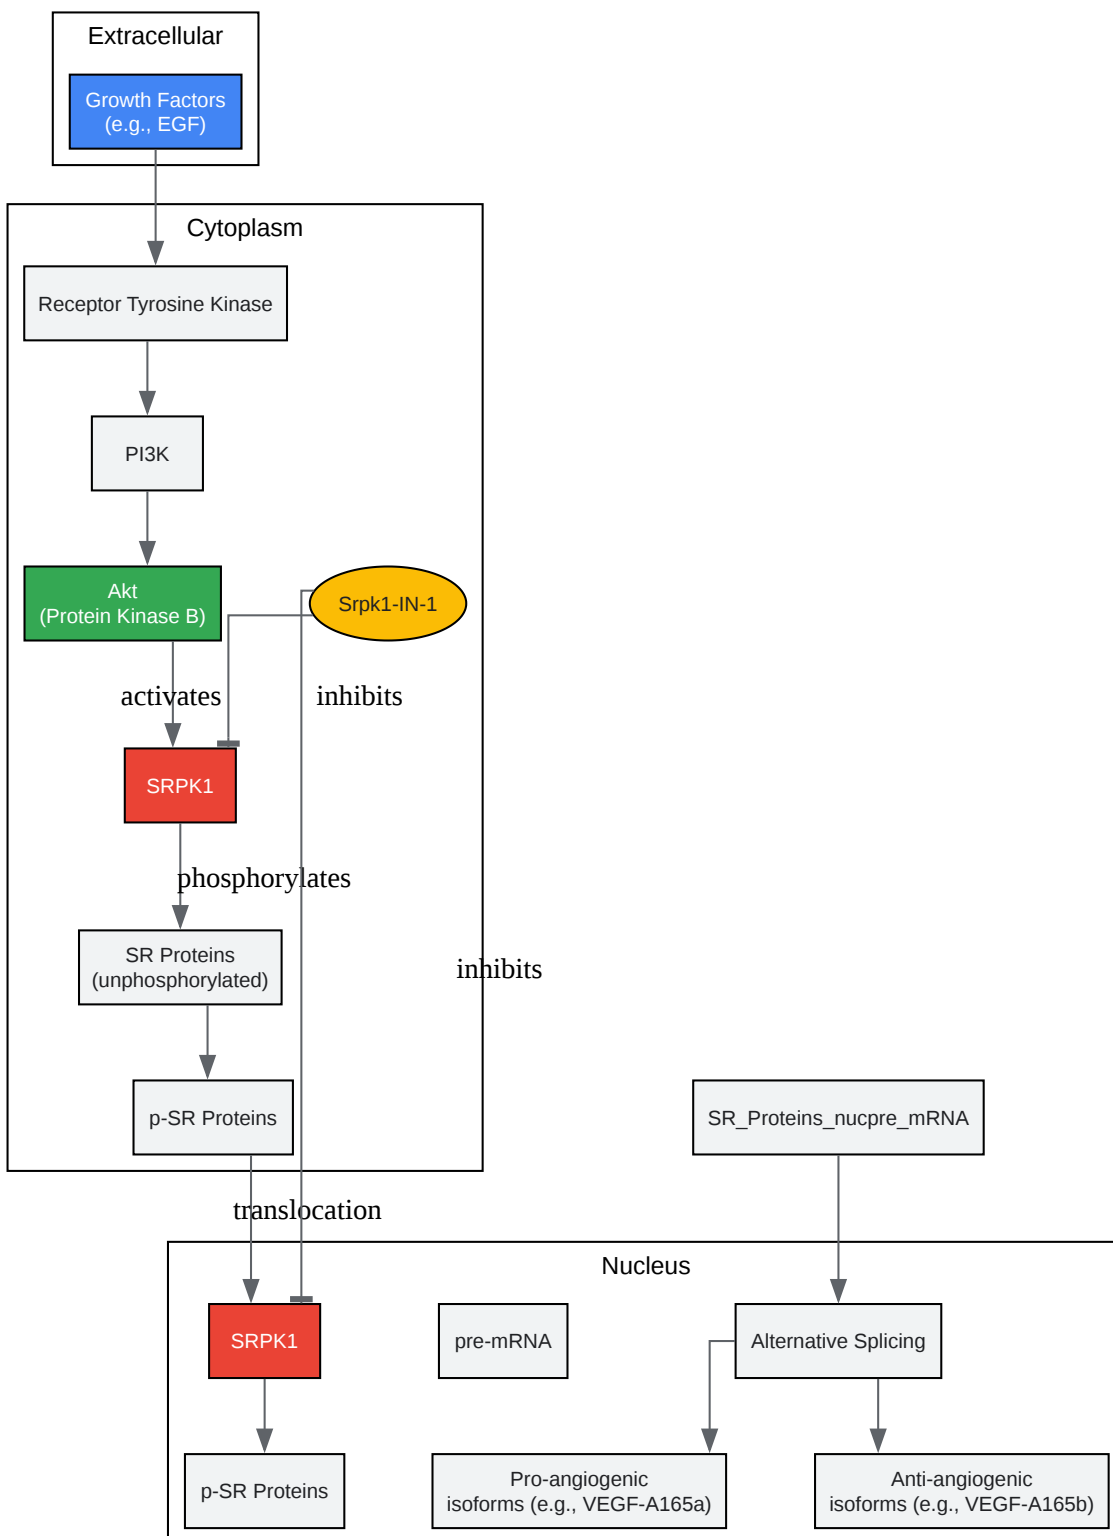 Extracellular
Growth Factors
(e.g., EGF)
Cytoplasm
Receptor Tyrosine Kinase
PI3K
Akt
(Protein Kinase B)
Srpk1-IN-1
activates
inhibits
SRPK1
phosphorylates
SR Proteins
(unphosphorylated)
inhibits
p-SR Proteins
SR_Proteins_nucpre_mRNA
translocation
Nucleus
SRPK1
pre-mRNA
Alternative Splicing
p-SR Proteins
Pro-angiogenic
isoforms (e.g., VEGF-A165a)
Anti-angiogenic
isoforms (e.g., VEGF-A165b)